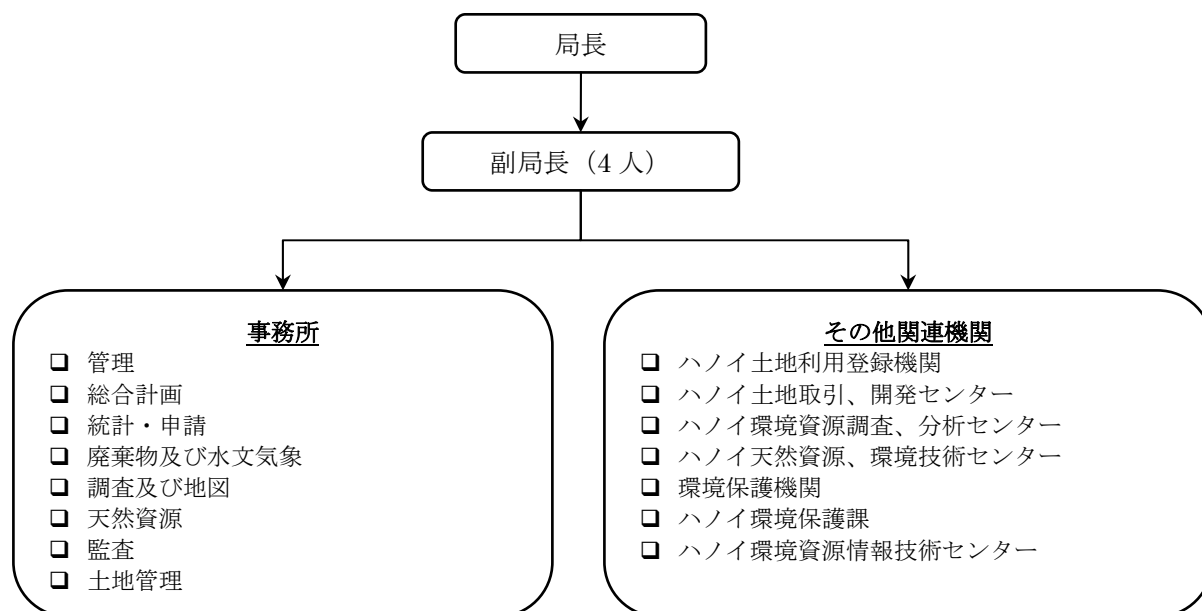 局長
副局長（4 人）
事務所
❑ 管理
❑ 総合計画
❑ 統計・申請
❑ 廃棄物及び水文気象
❑ 調査及び地図
❑ 天然資源
❑ 監査
❑ 土地管理
その他関連機関
❑ ハノイ土地利用登録機関
❑ ハノイ土地取引、開発センター
❑ ハノイ環境資源調査、分析センター
❑ ハノイ天然資源、環境技術センター
❑ 環境保護機関
❑ ハノイ環境保護課
❑ ハノイ環境資源情報技術センター